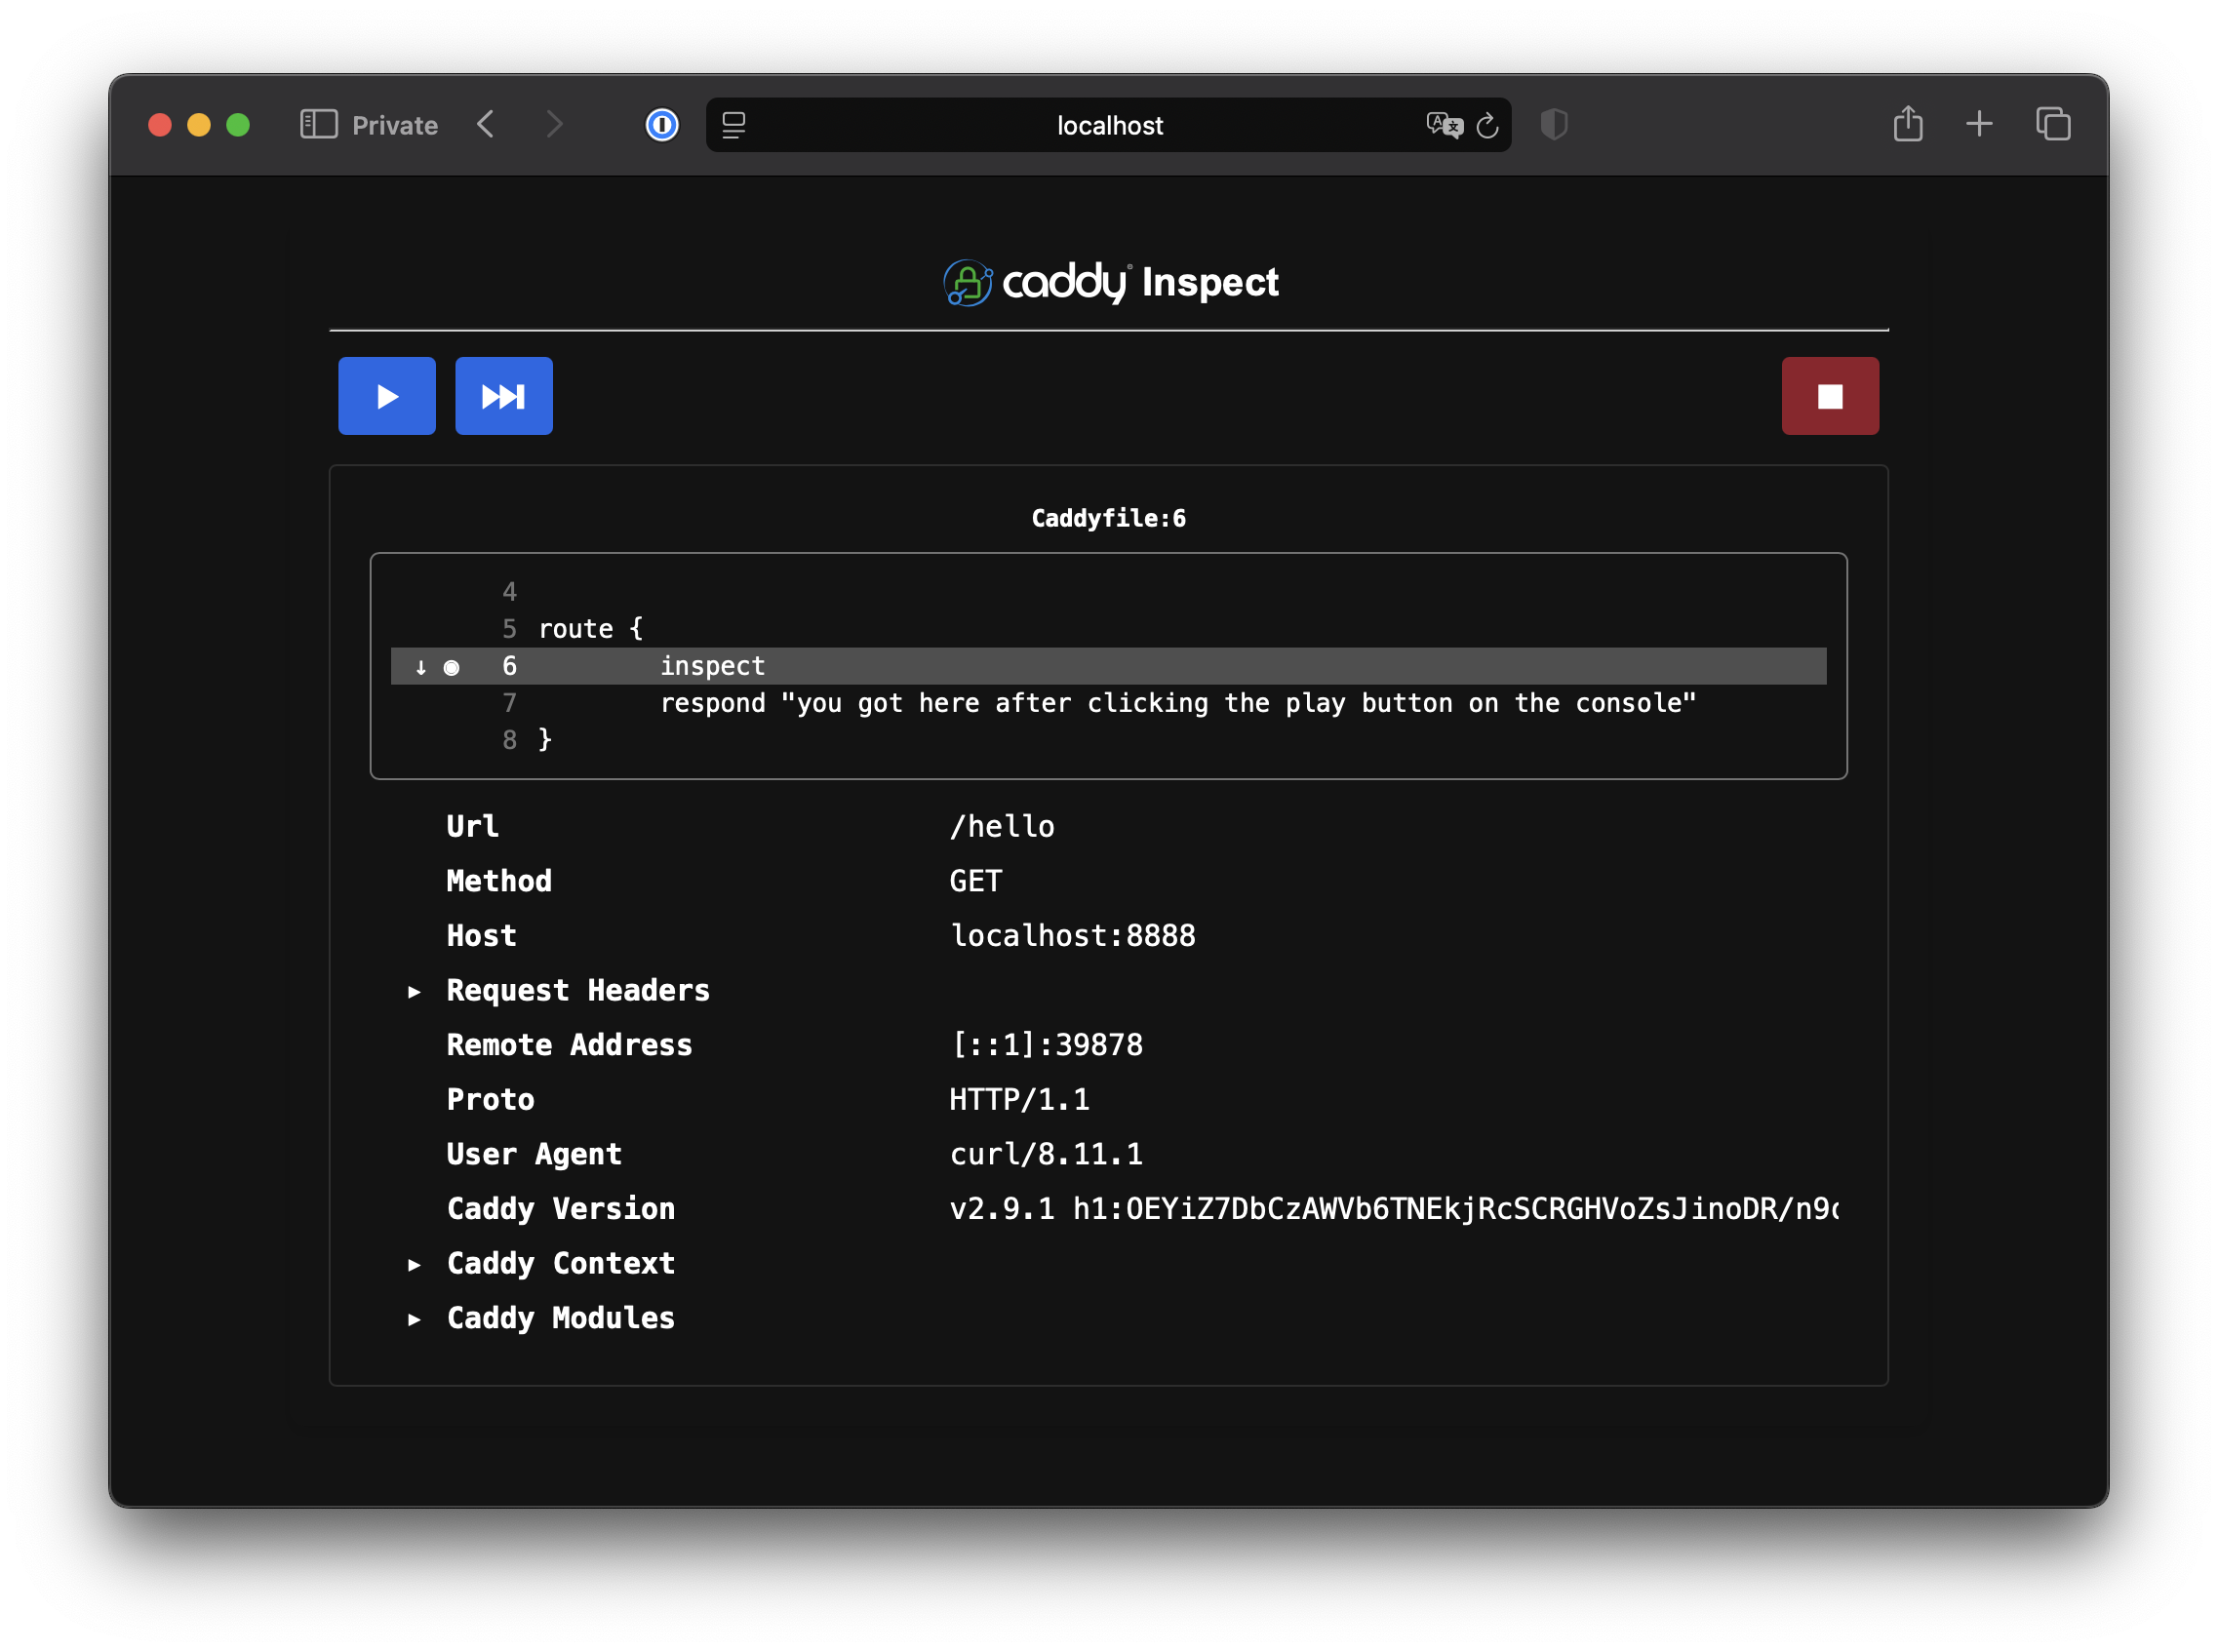 Private
localhost
caddy Inspect
Caddyfile:6
4
5 route {
↓ ◉ 6 inspect
7 respond "you got here after clicking the play button on the console"
8 }
Url /hello
Method GET
Host localhost:8888
▸ Request Headers
Remote Address [::1]:39878
Proto HTTP/1.1
User Agent curl/8.11.1
Caddy Version v2.9.1 h1:OEYiZ7DbCzAWVb6TNEkjRcSCRGHVoZsJinoDR/n9
▸ Caddy Context
▸ Caddy Modules